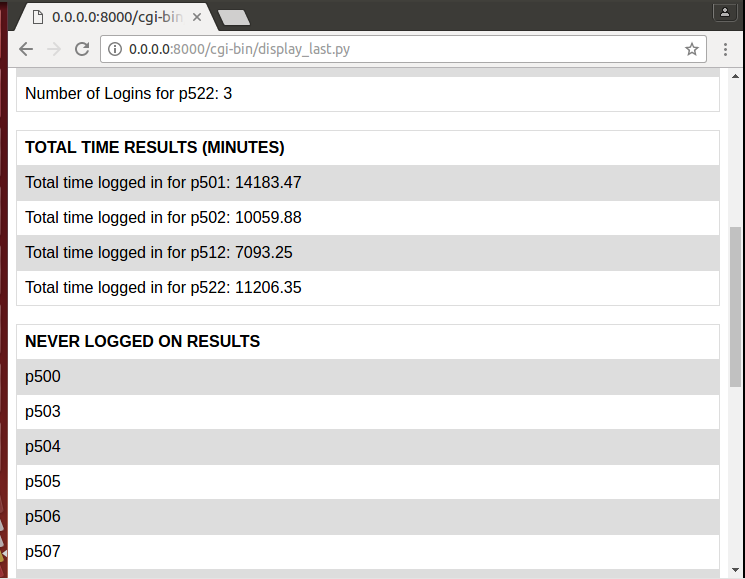 0.0.0.0:8000/cgi-bin
0.0.0.0:8000/cgi-bin/display_last.py
Number of Logins for p522: 3
TOTAL TIME RESULTS (MINUTES)
Total time logged in for p501: 14183.47
Total time logged in for p502: 10059.88
Total time logged in for p512: 7093.25
Total time logged in for p522: 11206.35
NEVER LOGGED ON RESULTS
p500
p503
p504
p505
p506
p507